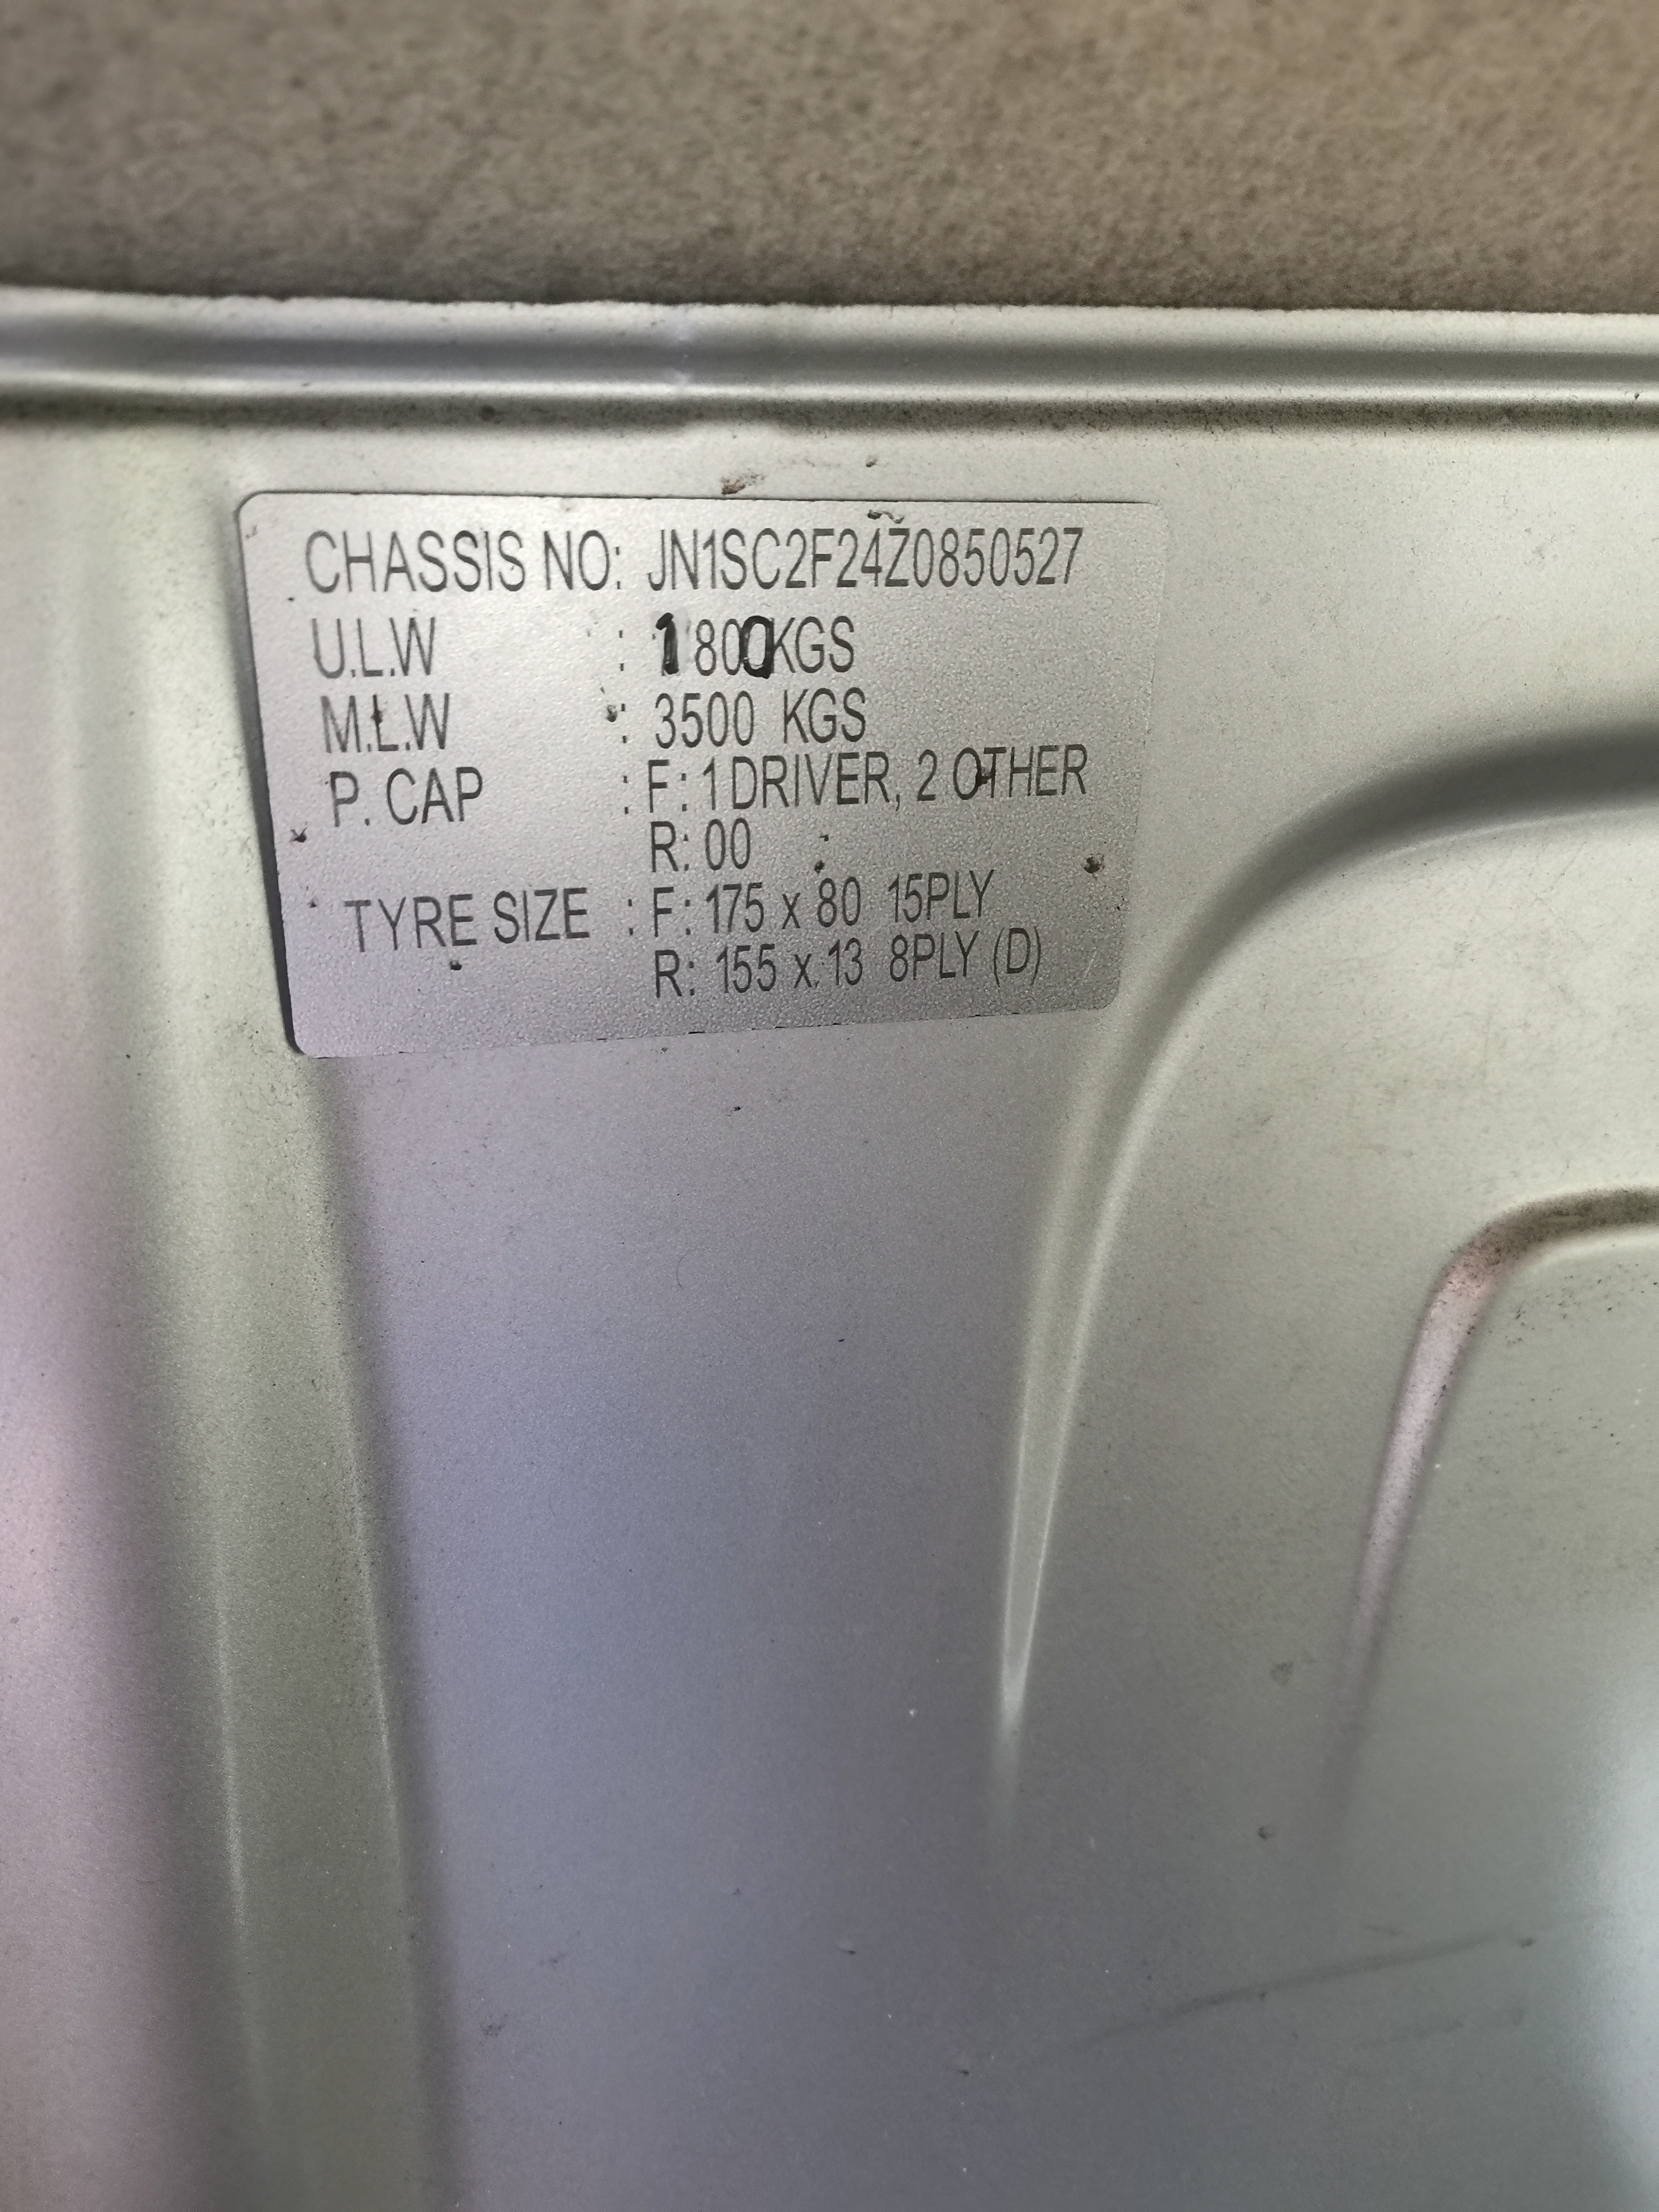 CHASSIS NO: JN1SC2F24Z0850527
U.L.W : 1800KGS
M.L.W : 3500 KGS
P. CAP : F: 1 DRIVER, 2 OTHER
R: 00
TYRE SIZE : F: 175 x 80 15PLY
R: 155 x 13 8PLY (D)